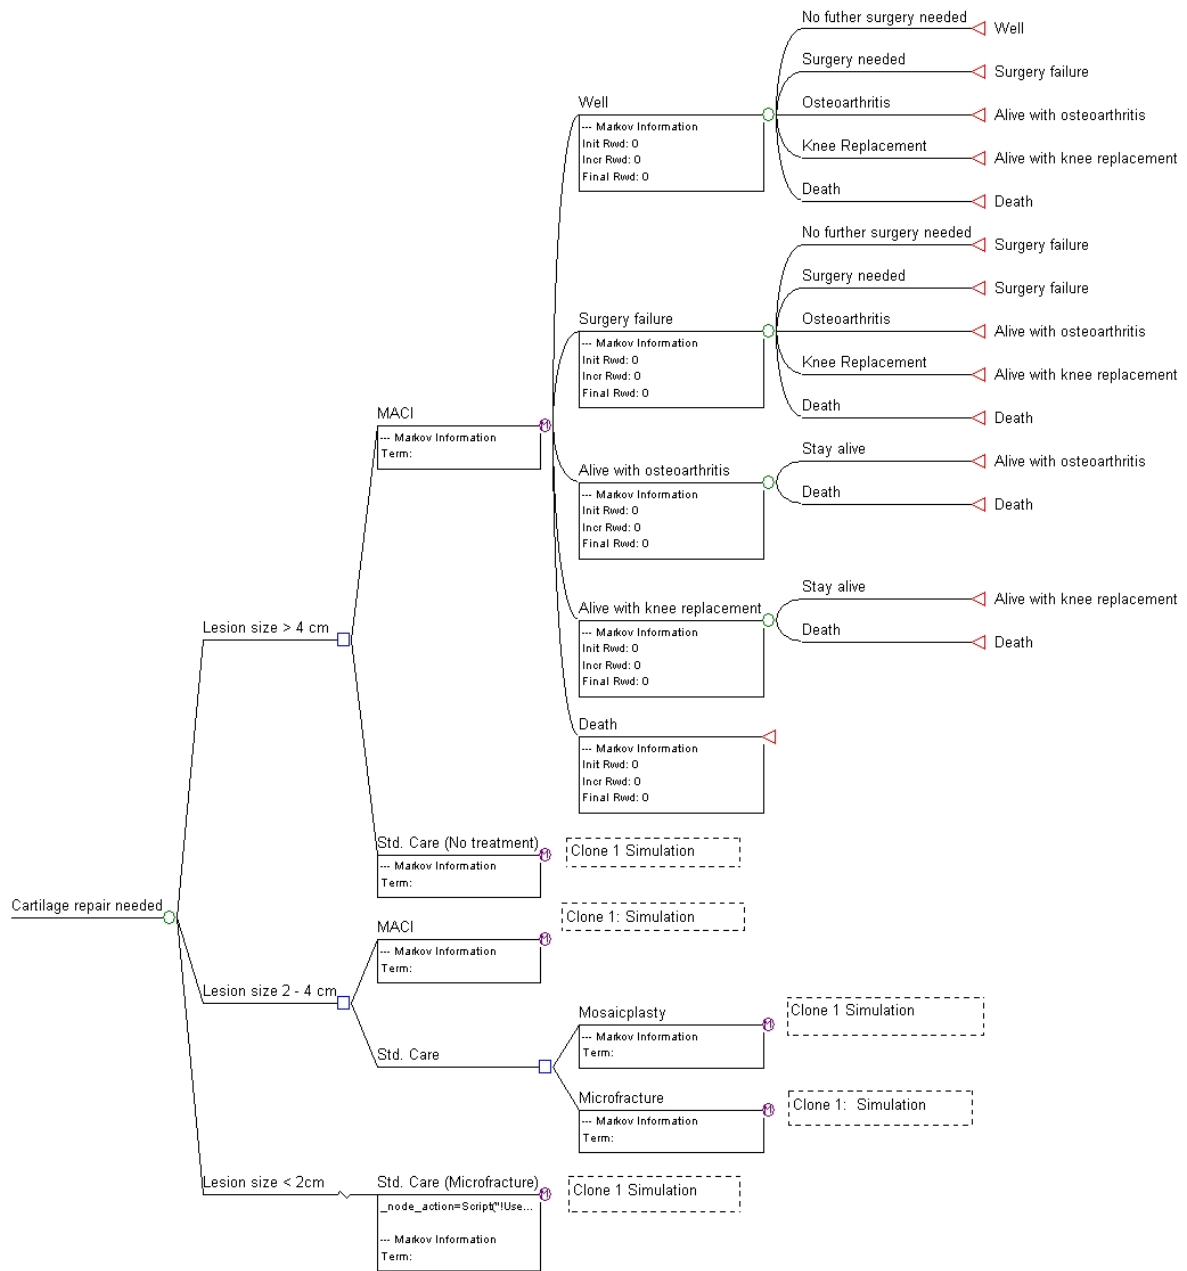 No futher surgery needed
Well
Surgery needed
Surgery failure
Well
Osteoarthritis
Alive with osteoarthritis
--- Markov Information
Init Rwd: 0
Incr Rwd: 0
Final Rwd: 0
Knee Replacement
Alive with knee replacement
Death
Death
No further surgery needed
Surgery failure
Surgery needed
Surgery failure
Surgery failure
Osteoarthritis
Alive with osteoarthritis
--- Markov Information
Init Rwd: 0
Incr Rwd: 0
Final Rwd: 0
Knee Replacement
Alive with knee replacement
Death
Death
MACI
--- Markov Information
Term:
Alive with osteoarthritis
Stay alive
Alive with osteoarthritis
--- Markov Information
Init Rwd: 0
Incr Rwd: 0
Final Rwd: 0
Death
Death
Alive with knee replacement
Stay alive
Alive with knee replacement
--- Markov Information
Init Rwd: 0
Incr Rwd: 0
Final Rwd: 0
Death
Death
Lesion size > 4 cm
Death
--- Markov Information
Init Rwd: 0
Incr Rwd: 0
Final Rwd: 0
Std. Care (No treatment)
--- Markov Information
Term:
Clone 1 Simulation
Cartilage repair needed
MACI
--- Markov Information
Term:
Clone 1: Simulation
Lesion size 2 - 4 cm
Std. Care
Mosaicplasty
--- Markov Information
Term:
Clone 1 Simulation
Microfracture
--- Markov Information
Term:
Clone 1: Simulation
Lesion size < 2cm
Std. Care (Microfracture)
_node_action=Script("!Use...
--- Markov Information
Term:
Clone 1 Simulation